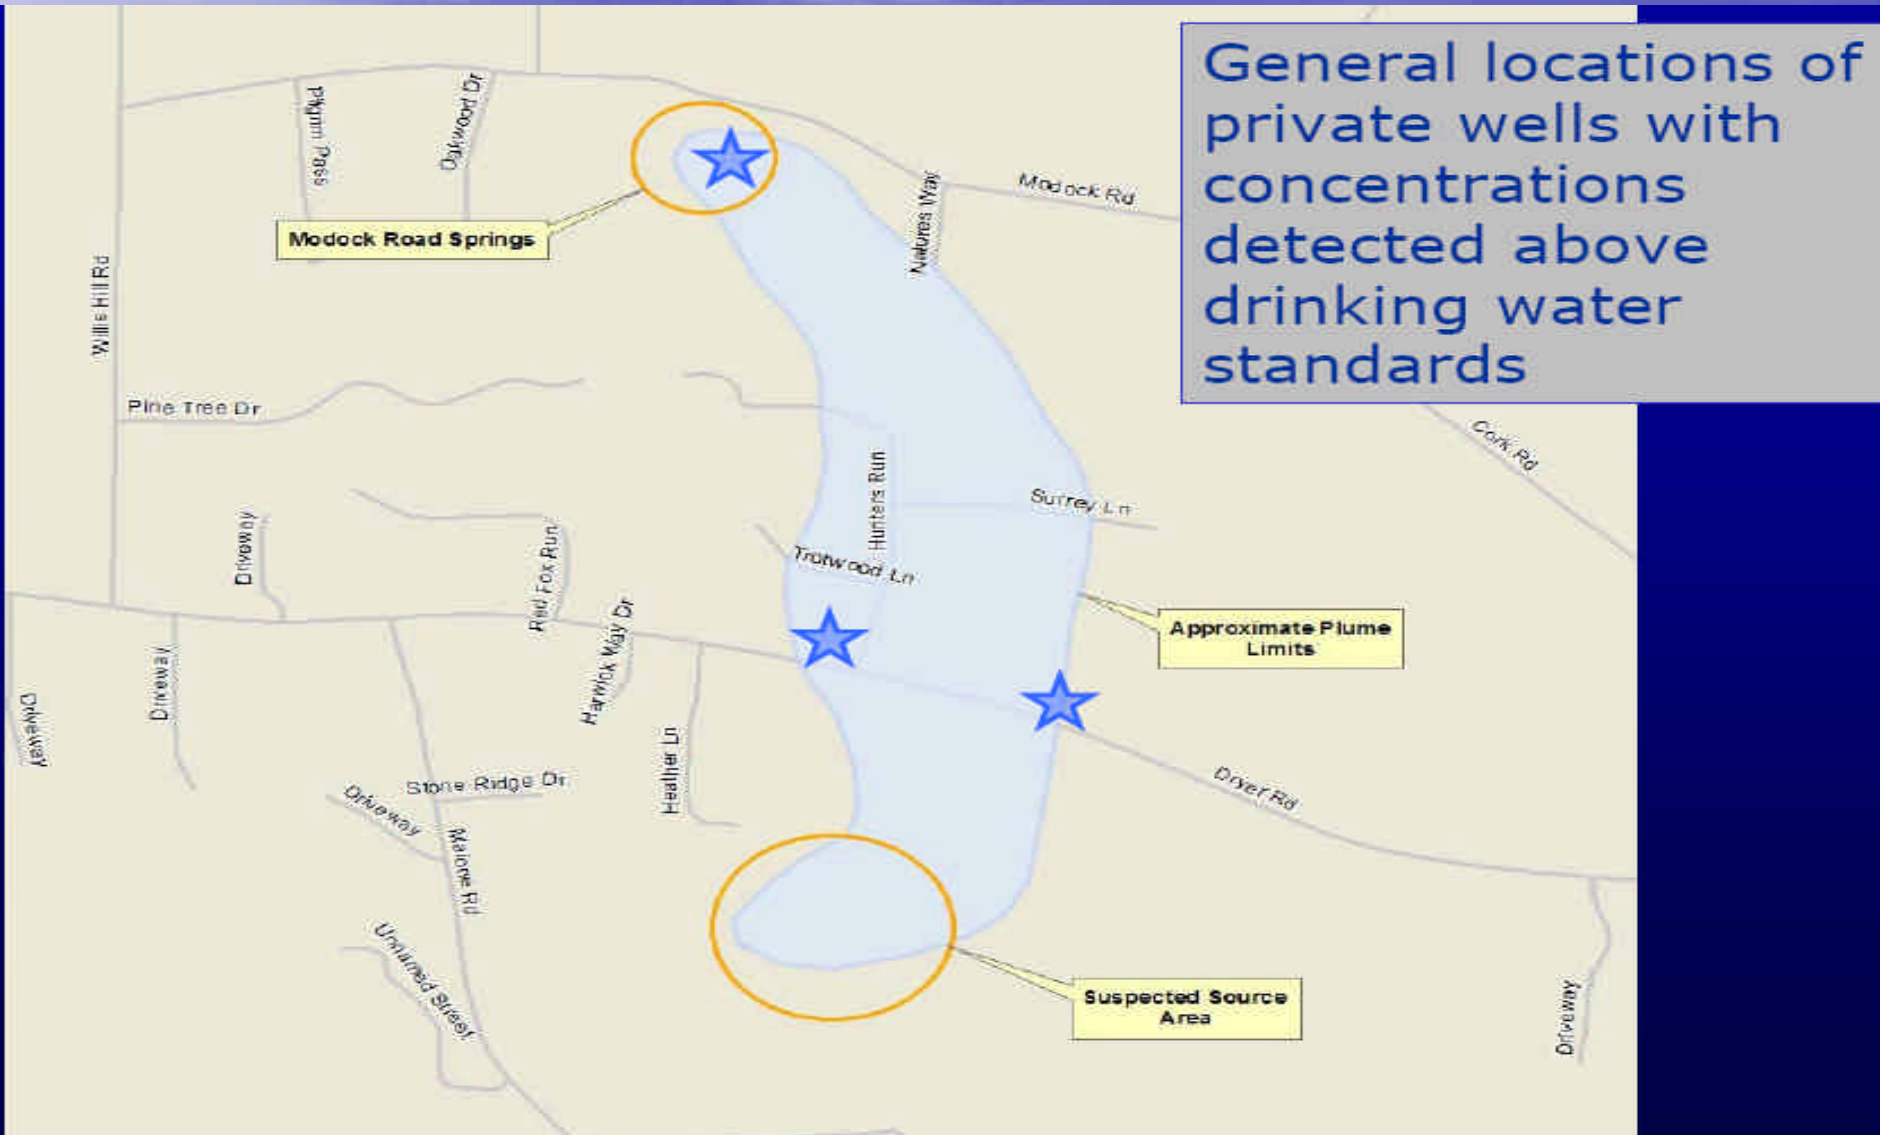 General locations of
private wells with
concentrations
detected above
drinking water
standards
Pilgrim Pass
Oakwood Dr
Modock Rd
Natures Way
Modock Road Springs
Willis Hill Rd
Pine Tree Dr
Cork Rd
Hunters Run
Surrey Ln
Driveway
Red Fox Run
Trotwood Ln
Harwick Way Dr
Approximate Plume
Limits
Driveway
Driveway
Heather Ln
Stone Ridge Dr
Driveway
Dryer Rd
Malone Rd
Unnamed Street
Suspected Source
Area
Driveway